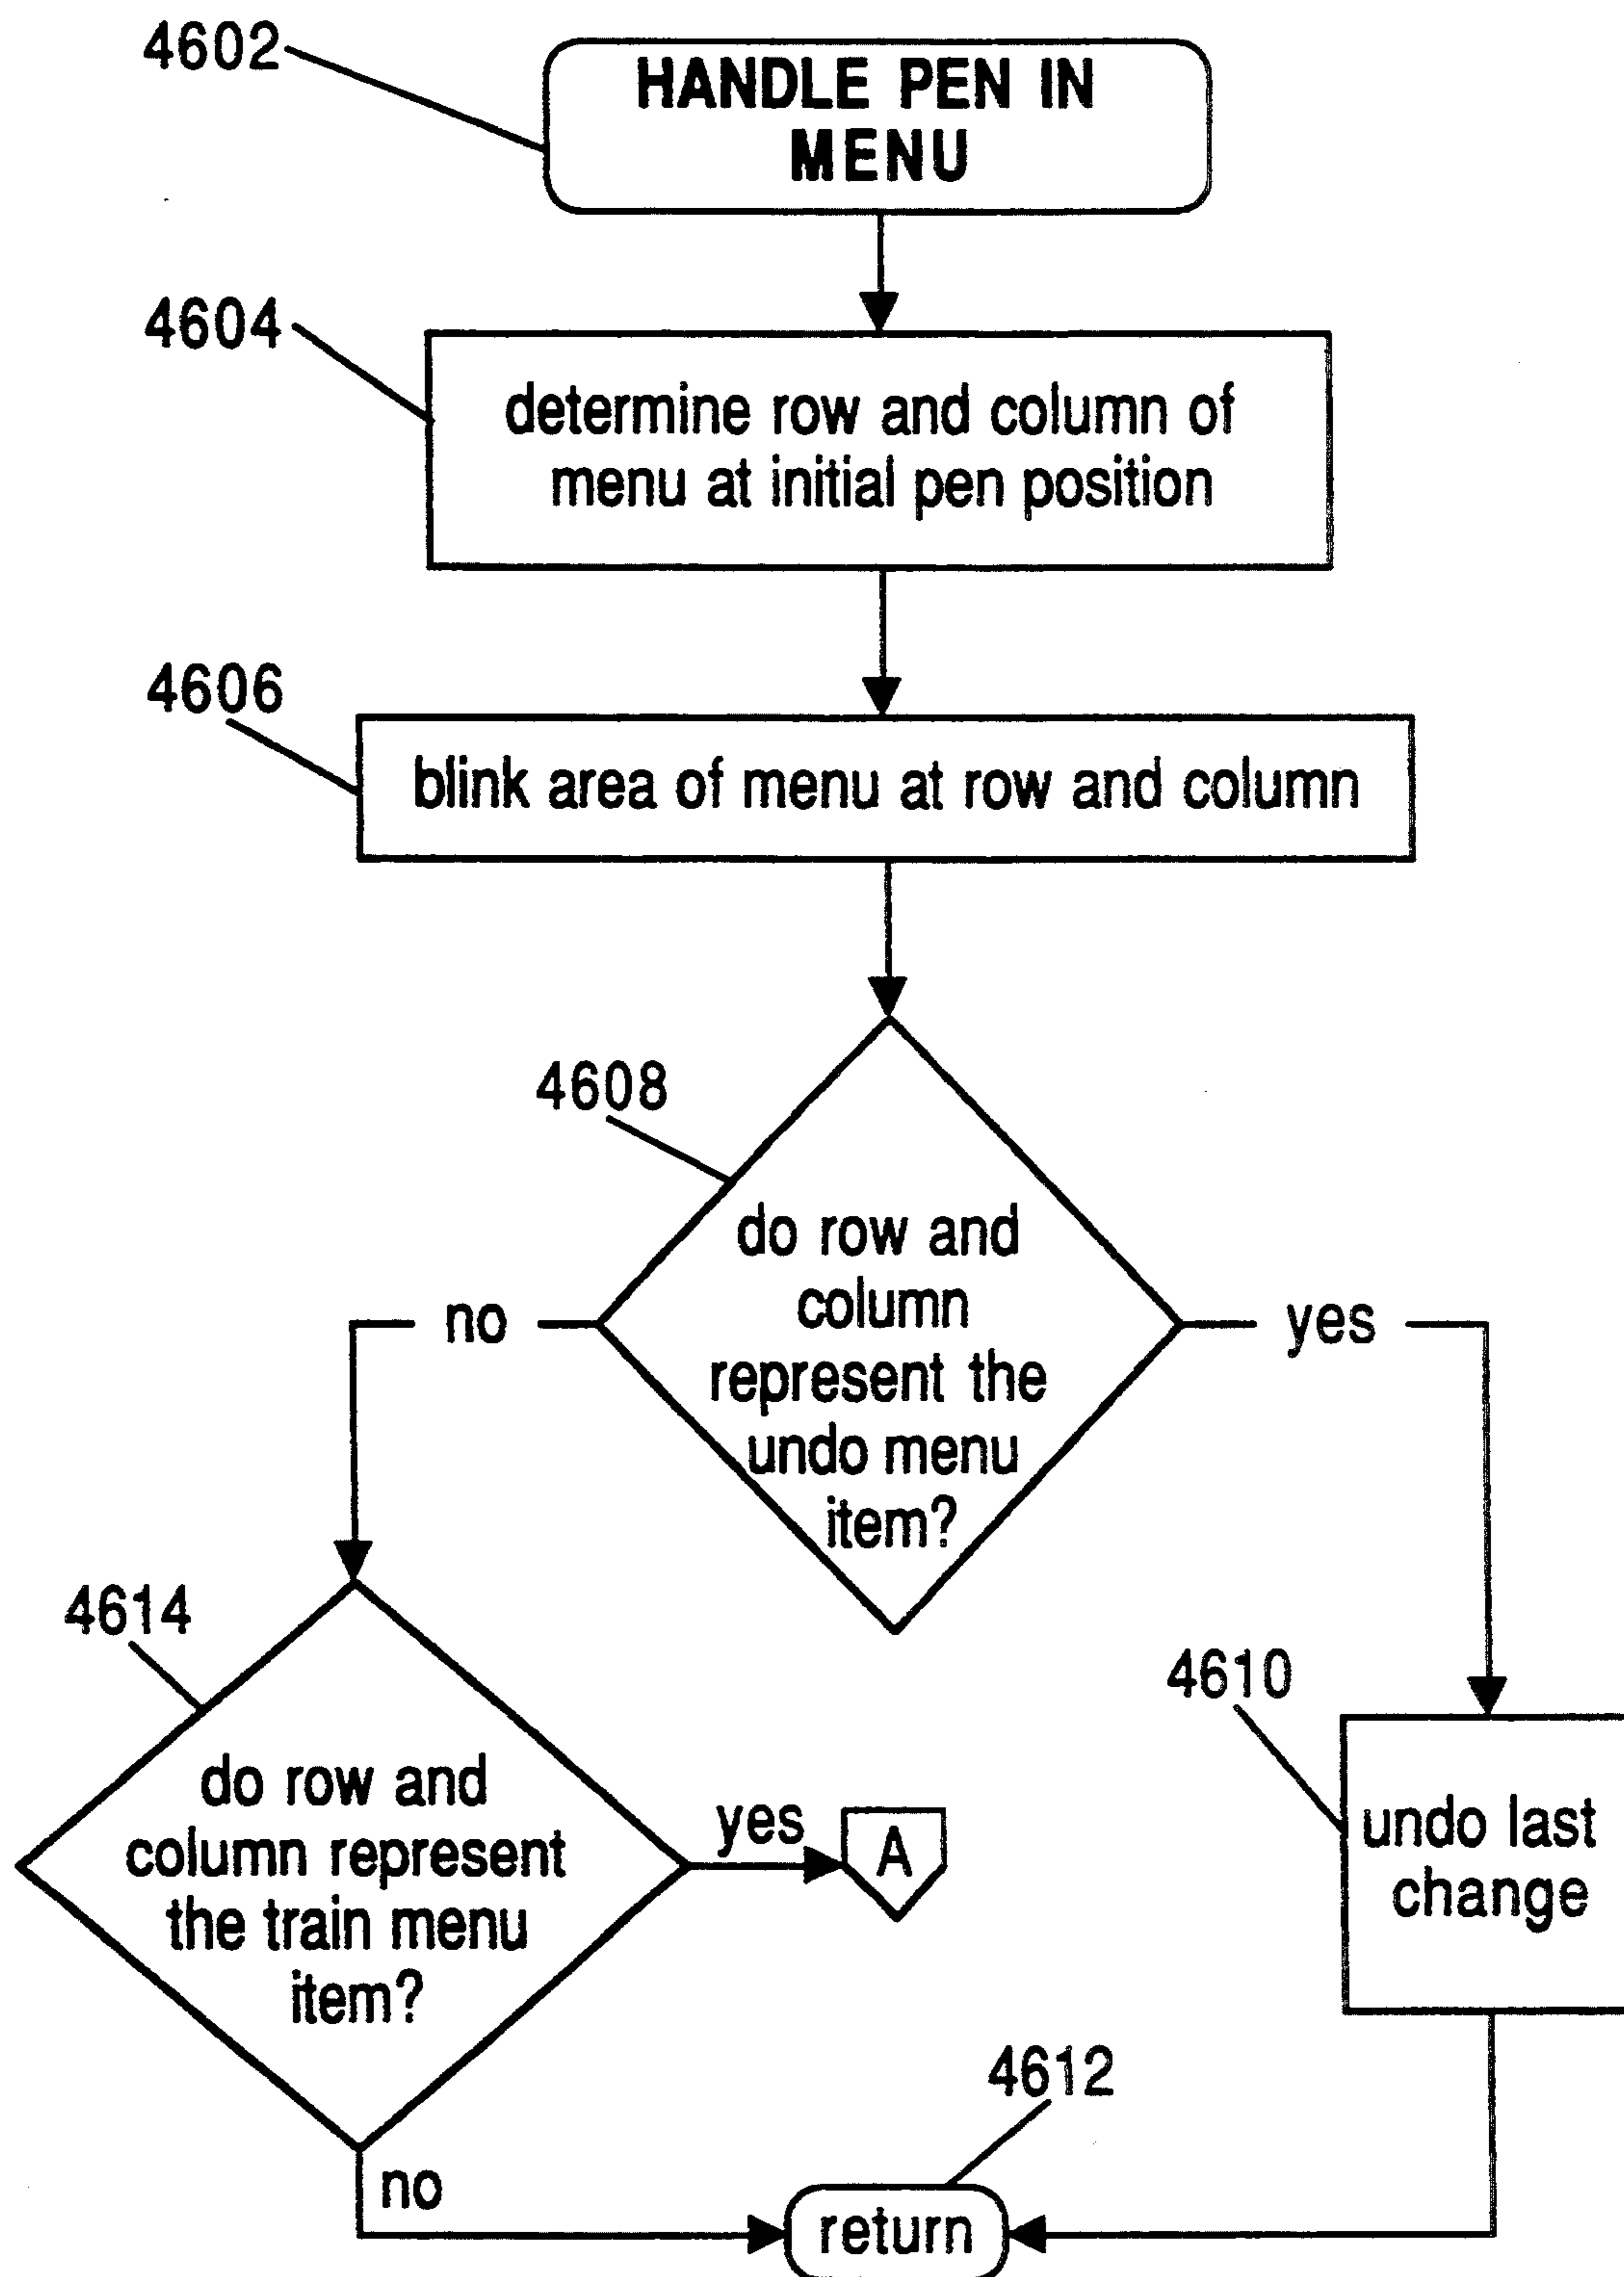 4602
HANDLE PEN IN
MENU
4604
determine row and column of
menu at initial pen position
4606
blink area of menu at row and column
4608
do row and
column
represent the
undo menu
item?
no
yes
4614
do row and
column represent
the train menu
item?
yes
A
4610
undo last
change
no
4612
return